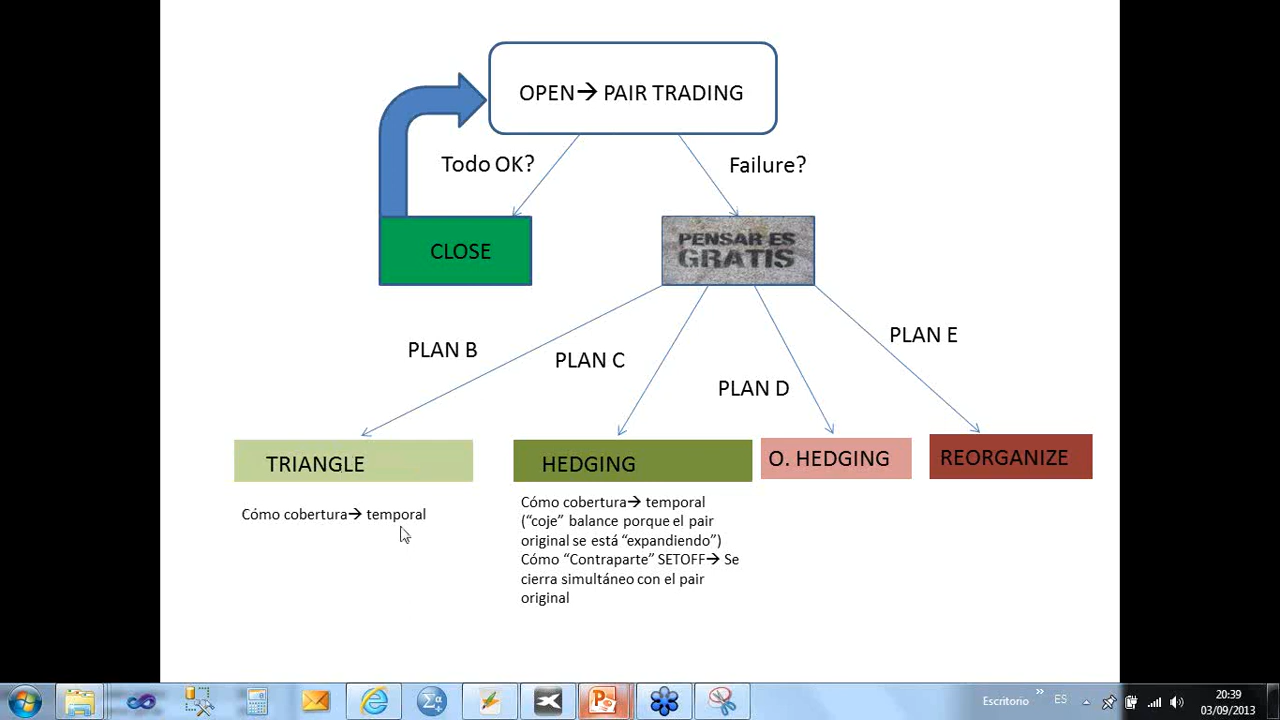 OPEN→ PAIR TRADING
Todo OK?
Failure?
CLOSE
PENSAR ES
GRATIS
PLAN B
PLAN C
PLAN D
PLAN E
TRIANGLE
HEDGING
O. HEDGING
REORGANIZE
Cómo cobertura→ temporal
Cómo cobertura→ temporal
("coje" balance porque el pair
original se está "expandiendo")
Cómo "Contraparte" SETOFF→ Se
cierra simultáneo con el pair
original
Escritorio
»
ES
20:39
03/09/2013